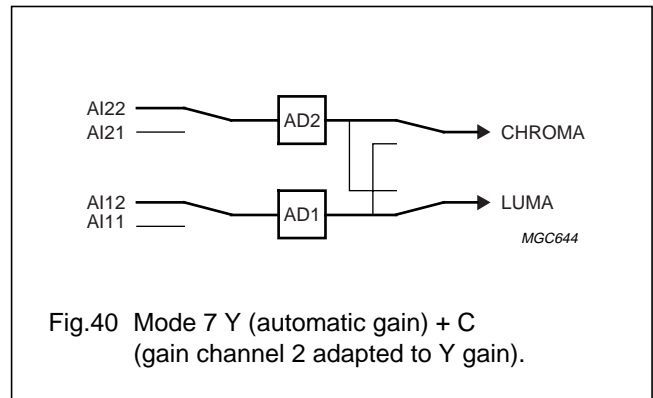 AI22
AI21
AD2
CHROMA
AI12
AI11
AD1
LUMA
MGC644
Fig.40 Mode 7 Y (automatic gain) + C
(gain channel 2 adapted to Y gain).